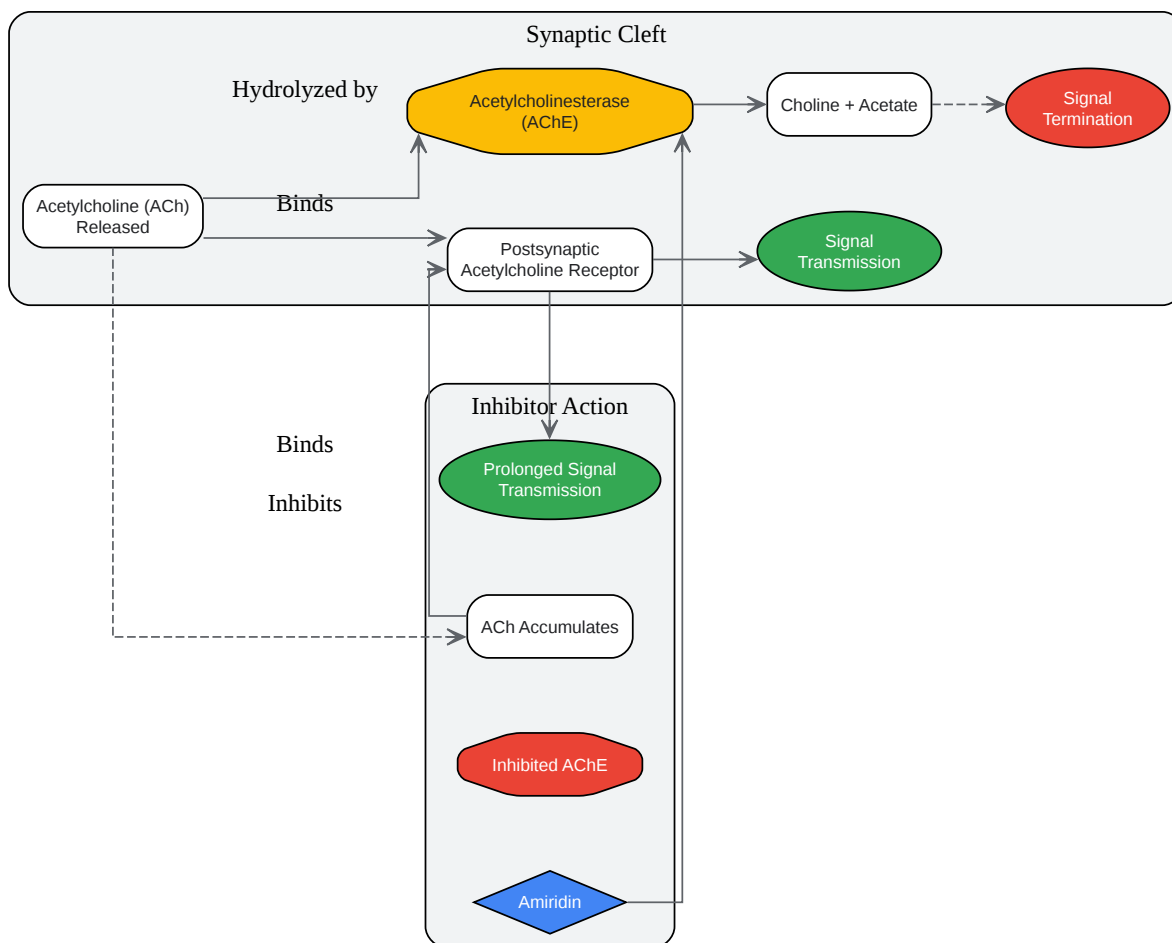 Synaptic Cleft
Hydrolyzed by
Acetylcholinesterase
(AChE)
Choline + Acetate
Signal
Termination
Acetylcholine (ACh)
Released
Binds
Postsynaptic
Acetylcholine Receptor
Signal
Transmission
Inhibitor Action
Binds
Prolonged Signal
Transmission
Inhibits
ACh Accumulates
Inhibited AChE
Amiridin